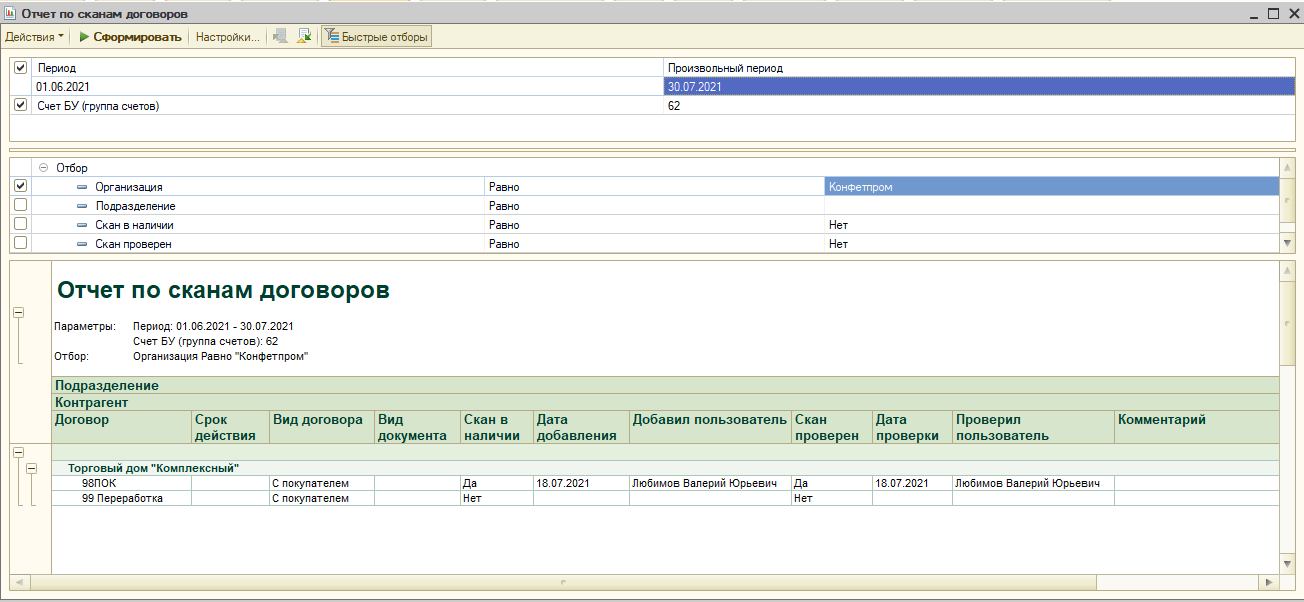 Отчет по сканам договоров
Действия Сформировать Настройки... Быстрые отборы
Период Произвольный период
01.06.2021 30.07.2021
Счет БУ (группа счетов) 62
Отбор
Организация Равно Конфетпром
Подразделение Равно
Скан в наличии Равно Нет
Скан проверен Равно Нет
Отчет по сканам договоров
Параметры: Период: 01.06.2021 - 30.07.2021
Счет БУ (группа счетов): 62
Отбор: Организация Равно "Конфетпром"
Подразделение
Контрагент
Договор Срок Вид договора Вид Скан в Дата Добавил пользователь Скан Дата Проверил Комментарий
действия документа наличии добавления проверен проверки пользователь
Торговый дом "Комплексный"
98ПОК С покупателем Да 18.07.2021 Любимов Валерий Юрьевич Да 18.07.2021 Любимов Валерий Юрьевич
99 Переработка С покупателем Нет Нет